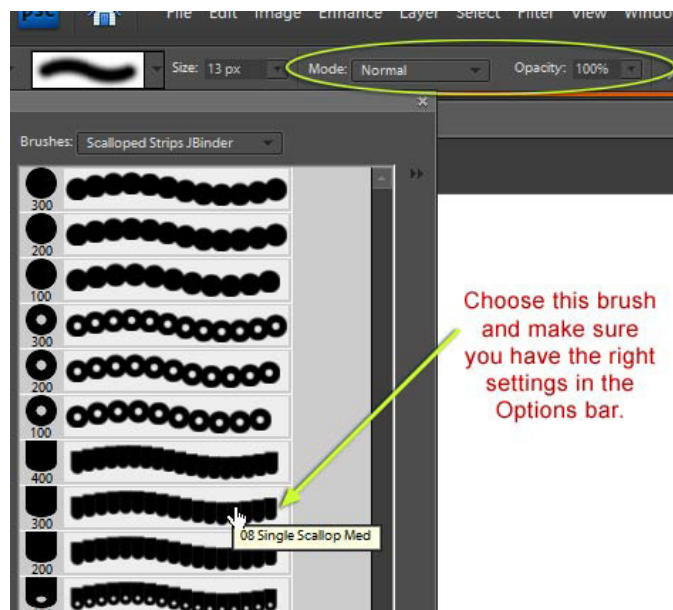 File Edit Image Enhance Layer Select Filter View Window
Size: 13 px Mode: Normal Opacity: 100%
Brushes: Scalloped Strips JBinder
300
200
100
300
200
100
400
300
08 Single Scallop Med
200
Choose this brush
and make sure
you have the right
settings in the
Options bar.